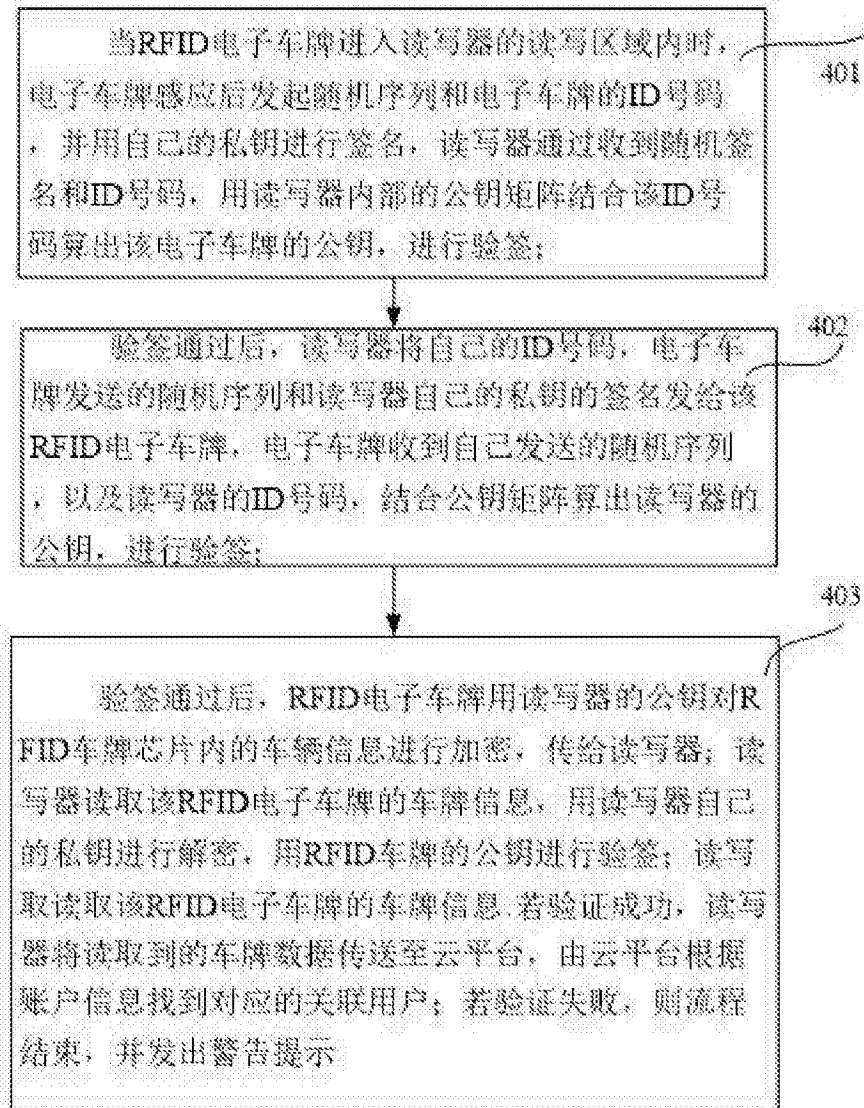 当RFID电子车牌进入读写器的读写区域内时，
电子车牌感应后发起随机序列和电子车牌的ID号码
，并用自己的私钥进行签名，读写器通过收到随机签
名和ID号码，用读写器内部的公钥矩阵结合该ID号
码算出该电子车牌的公钥，进行验签；
401
验签通过后，读写器将自己的ID号码，电子车
牌发送的随机序列和读写器自己的私钥的签名发给该
RFID电子车牌，电子车牌收到自己发送的随机序列
，以及读写器的ID号码，结合公钥矩阵算出读写器的
公钥，进行验签；
402
验签通过后，RFID电子车牌用读写器的公钥对R
FID车牌芯片内的车辆信息进行加密，传给读写器；读
写器读取该RFID电子车牌的车牌信息，用读写器自己
的私钥进行解密，用RFID车牌的公钥进行验签；读写
取读取该RFID电子车牌的车牌信息.若验证成功，读写
器将读取到的车牌数据传送至云平台，由云平台根据
账户信息找到对应的关联用户；若验证失败，则流程
结束，并发出警告提示
403